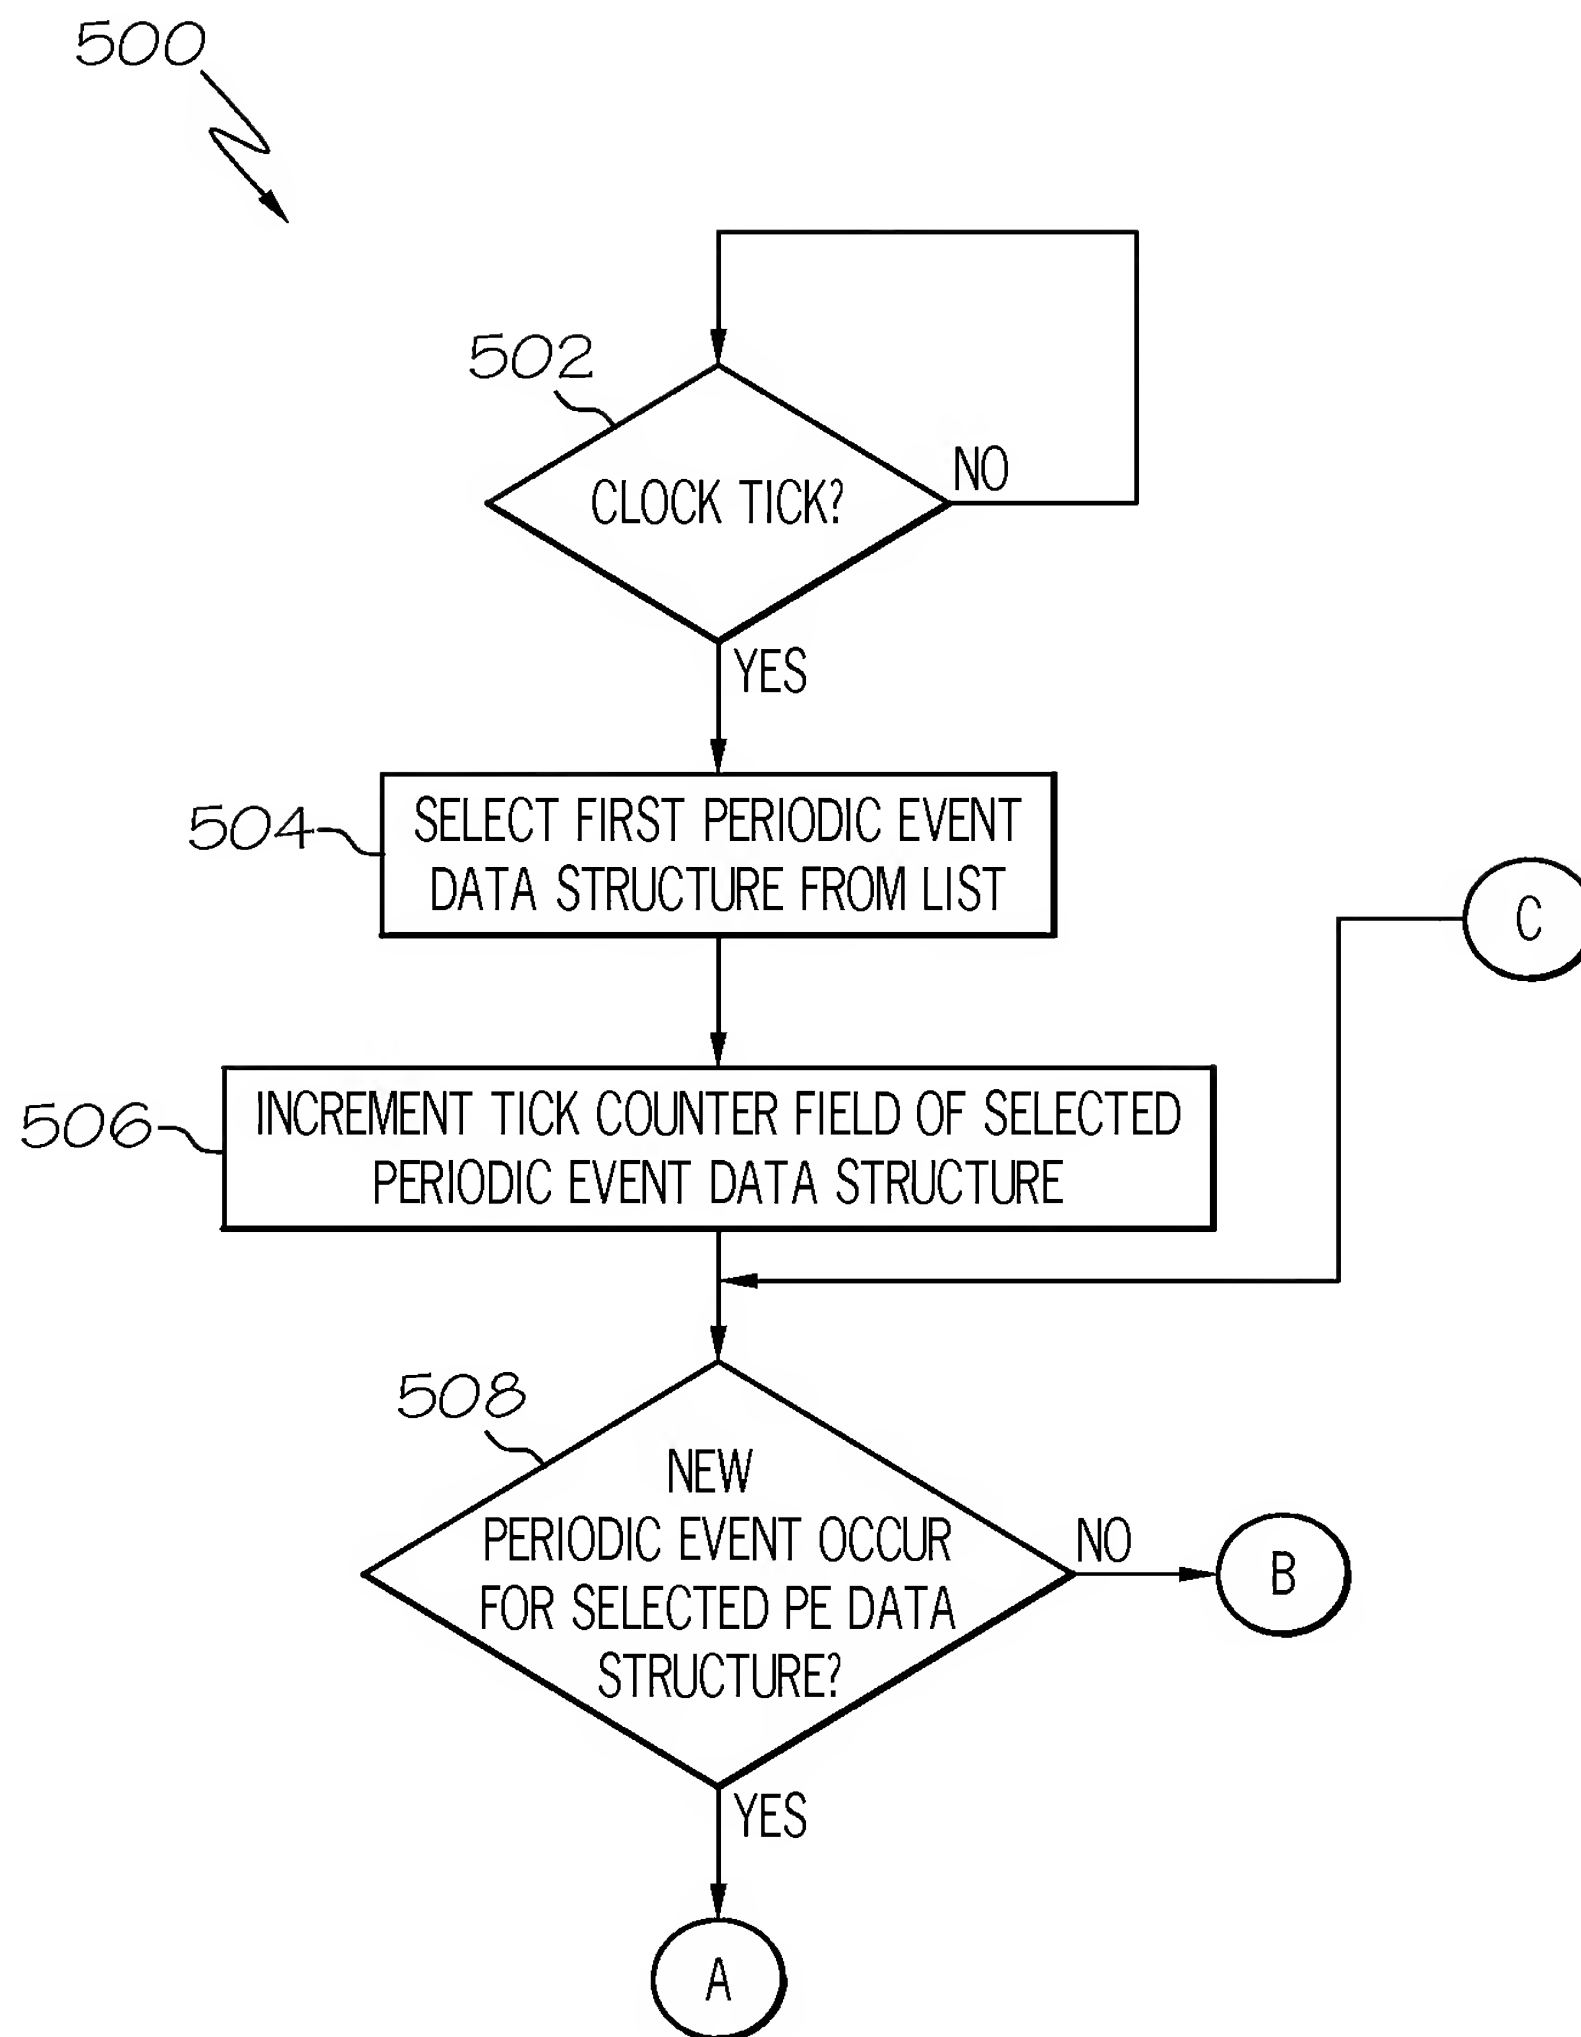 500
502
CLOCK TICK?
NO
YES
504
SELECT FIRST PERIODIC EVENT
DATA STRUCTURE FROM LIST
C
506
INCREMENT TICK COUNTER FIELD OF SELECTED
PERIODIC EVENT DATA STRUCTURE
508
NEW
PERIODIC EVENT OCCUR
FOR SELECTED PE DATA
STRUCTURE?
NO
B
YES
A